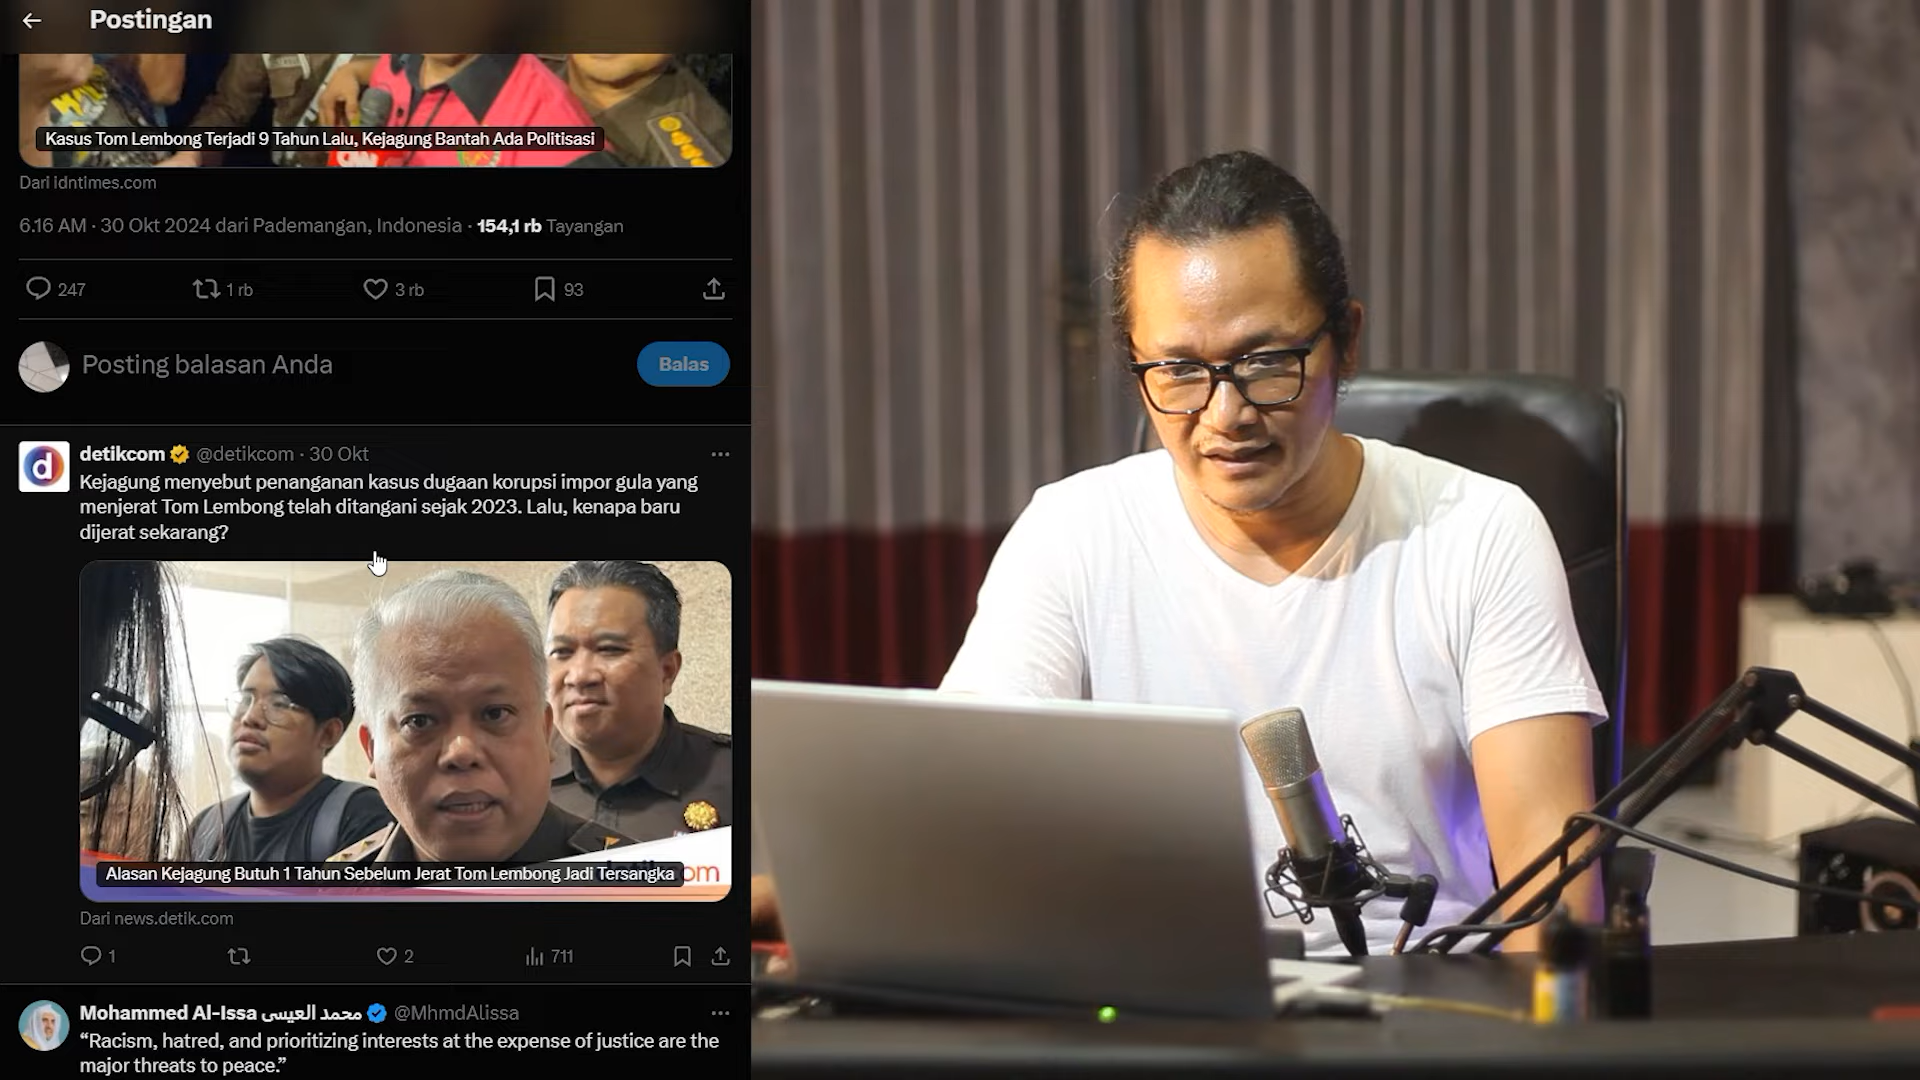 Postingan
Kasus Tom Lembong Terjadi 9 Tahun Lalu, Kejagung Bantah Ada Politisasi
Dari idntimes.com
6.16 AM · 30 Okt 2024 dari Pademangan, Indonesia · 154,1 rb Tayangan
247 1 rb 3 rb 93
Posting balasan Anda
Balas
detikcom @detikcom · 30 Okt
Kejagung menyebut penanganan kasus dugaan korupsi impor gula yang
menjerat Tom Lembong telah ditangani sejak 2023. Lalu, kenapa baru
dijerat sekarang?
Alasan Kejagung Butuh 1 Tahun Sebelum Jerat Tom Lembong Jadi Tersangka
om
Dari news.detik.com
1 2 711
Mohammed Al-Issa محمد العيسى @MhmdAlissa
“Racism, hatred, and prioritizing interests at the expense of justice are the
major threats to peace.”